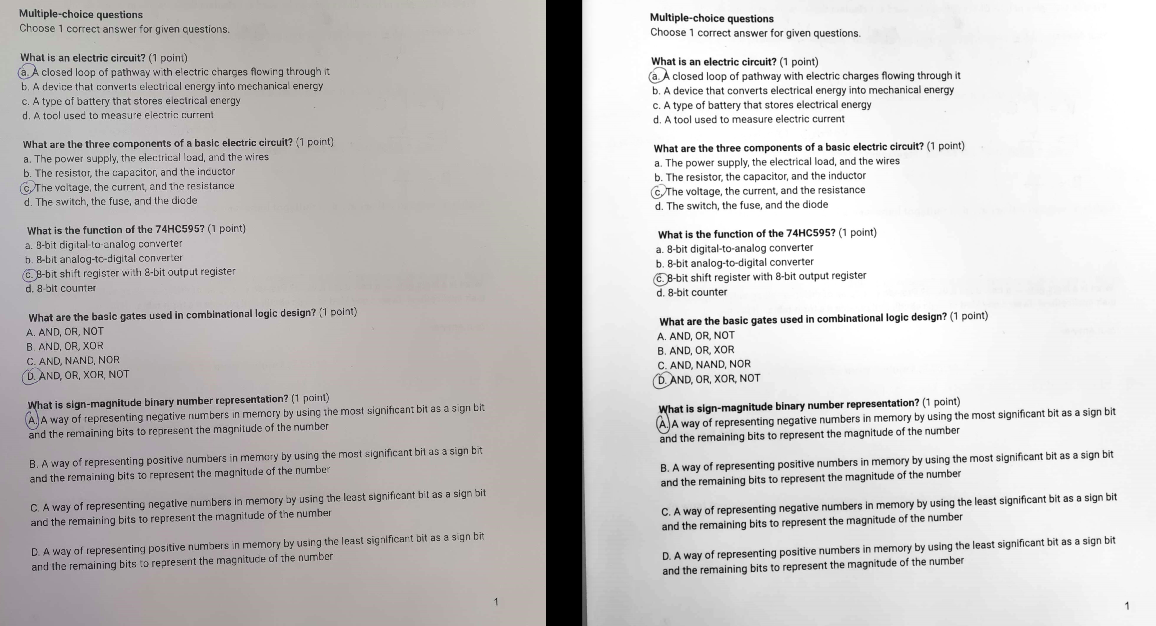 Multiple-choice questions
Choose 1 correct answer for given questions.
What is an electric circuit? (1 point)
a. A closed loop of pathway with electric charges flowing through it
b. A device that converts electrical energy into mechanical energy
c. A type of battery that stores electrical energy
d. A tool used to measure electric current
What are the three components of a basic electric circuit? (1 point)
a. The power supply, the electrical load, and the wires
b. The resistor, the capacitor, and the inductor
c. The voltage, the current, and the resistance
d. The switch, the fuse, and the diode
What is the function of the 74HC595? (1 point)
a. 8-bit digital-to-analog converter
b. 8-bit analog-to-digital converter
c. 8-bit shift register with 8-bit output register
d. 8-bit counter
What are the basic gates used in combinational logic design? (1 point)
A. AND, OR, NOT
B. AND, OR, XOR
C. AND, NAND, NOR
D. AND, OR, XOR, NOT
What is sign-magnitude binary number representation? (1 point)
A. A way of representing negative numbers in memory by using the most significant bit as a sign bit
and the remaining bits to represent the magnitude of the number
B. A way of representing positive numbers in memory by using the most significant bit as a sign bit
and the remaining bits to represent the magnitude of the number
C. A way of representing negative numbers in memory by using the least significant bit as a sign bit
and the remaining bits to represent the magnitude of the number
D. A way of representing positive numbers in memory by using the least significant bit as a sign bit
and the remaining bits to represent the magnitude of the number
1
Multiple-choice questions
Choose 1 correct answer for given questions.
What is an electric circuit? (1 point)
a. A closed loop of pathway with electric charges flowing through it
b. A device that converts electrical energy into mechanical energy
c. A type of battery that stores electrical energy
d. A tool used to measure electric current
What are the three components of a basic electric circuit? (1 point)
a. The power supply, the electrical load, and the wires
b. The resistor, the capacitor, and the inductor
c. The voltage, the current, and the resistance
d. The switch, the fuse, and the diode
What is the function of the 74HC595? (1 point)
a. 8-bit digital-to-analog converter
b. 8-bit analog-to-digital converter
c. 8-bit shift register with 8-bit output register
d. 8-bit counter
What are the basic gates used in combinational logic design? (1 point)
A. AND, OR, NOT
B. AND, OR, XOR
C. AND, NAND, NOR
D. AND, OR, XOR, NOT
What is sign-magnitude binary number representation? (1 point)
A. A way of representing negative numbers in memory by using the most significant bit as a sign bit
and the remaining bits to represent the magnitude of the number
B. A way of representing positive numbers in memory by using the most significant bit as a sign bit
and the remaining bits to represent the magnitude of the number
C. A way of representing negative numbers in memory by using the least significant bit as a sign bit
and the remaining bits to represent the magnitude of the number
D. A way of representing positive numbers in memory by using the least significant bit as a sign bit
and the remaining bits to represent the magnitude of the number
1